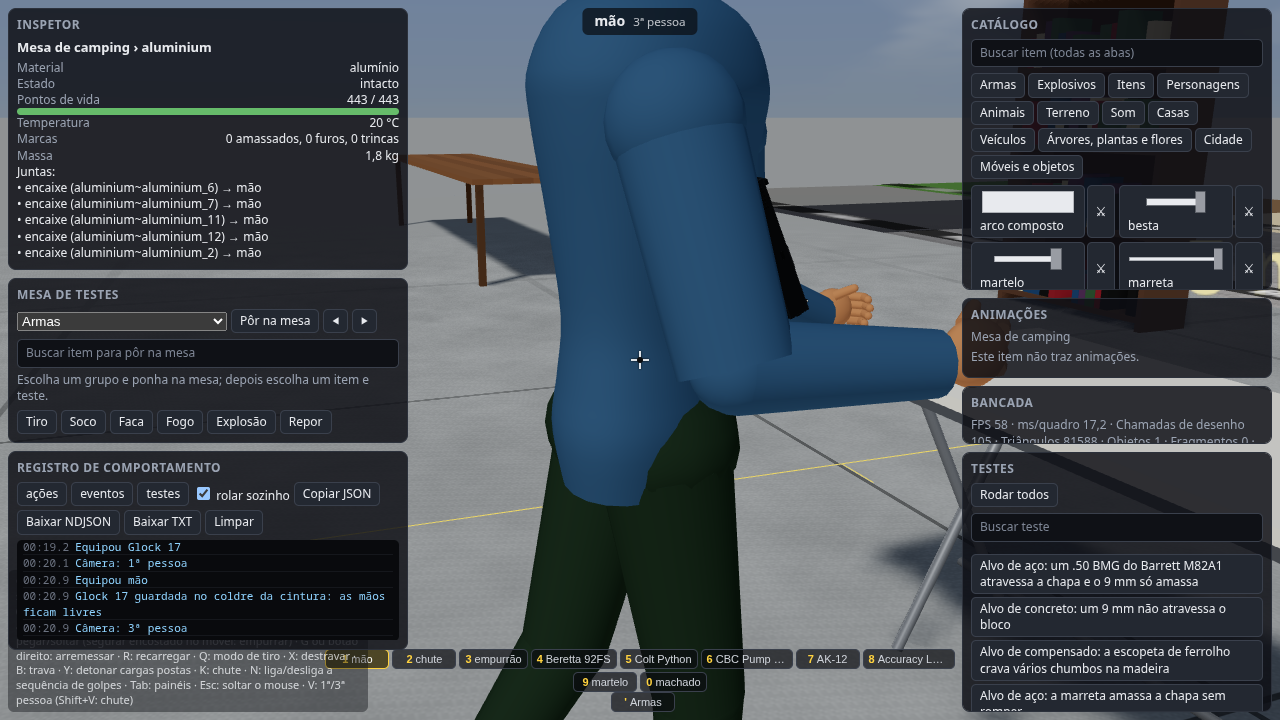 INSPETOR
Mesa de camping › aluminium
Material alumínio
Estado intacto
Pontos de vida 443 / 443
Temperatura 20 °C
Marcas 0 amassados, 0 furos, 0 trincas
Massa 1,8 kg
Juntas:
• encaixe (aluminium~aluminium_6) → mão
• encaixe (aluminium~aluminium_7) → mão
• encaixe (aluminium~aluminium_11) → mão
• encaixe (aluminium~aluminium_12) → mão
• encaixe (aluminium~aluminium_2) → mão
MESA DE TESTES
Armas Pôr na mesa ◄ ►
Buscar item para pôr na mesa
Escolha um grupo e ponha na mesa; depois escolha um item e
teste.
Tiro Soco Faca Fogo Explosão Repor
REGISTRO DE COMPORTAMENTO
ações eventos testes rolar sozinho Copiar JSON
Baixar NDJSON Baixar TXT Limpar
00:19.2 Equipou Glock 17
00:20.1 Câmera: 1ª pessoa
00:20.9 Equipou mão
00:20.9 Glock 17 guardada no coldre da cintura: as mãos
ficam livres
00:20.9 Câmera: 3ª pessoa
direito: arremessar · R: recarregar · Q: modo de tiro · X: destravar
B: trava · Y: detonar cargas postas · K: chute · N: liga/desliga a
sequência de golpes · Tab: painéis · Esc: soltar o mouse · V: 1ª/3ª
pessoa (Shift+V: chute)
mão 3ª pessoa
mão 2 chute 3 empurrão 4 Beretta 92FS 5 Colt Python 6 CBC Pump … 7 AK-12 8 Accuracy L…
9 martelo 0 machado
' Armas
CATÁLOGO
Buscar item (todas as abas)
Armas Explosivos Itens Personagens
Animais Terreno Som Casas
Veículos Árvores, plantas e flores Cidade
Móveis e objetos
arco composto ⚔ besta ⚔
martelo ⚔ marreta ⚔
ANIMAÇÕES
Mesa de camping
Este item não traz animações.
BANCADA
FPS 58 · ms/quadro 17,2 · Chamadas de desenho
105 · Triângulos 81588 · Objetos 1 · Fragmentos 0 ·
TESTES
Rodar todos
Buscar teste
Alvo de aço: um .50 BMG do Barrett M82A1
atravessa a chapa e o 9 mm só amassa
Alvo de concreto: um 9 mm não atravessa o
bloco
Alvo de compensado: a escopeta de ferrolho
crava vários chumbos na madeira
Alvo de aço: a marreta amassa a chapa sem
romper